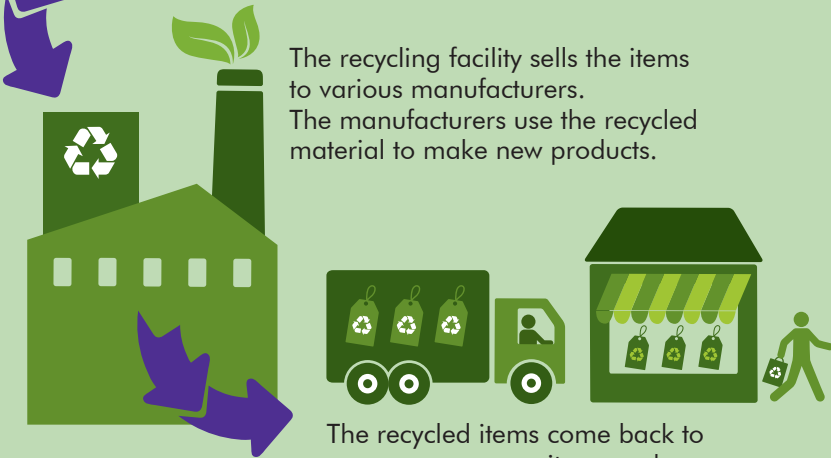 The recycling facility sells the items
to various manufacturers.
The manufacturers use the recycled
material to make new products.
The recycled items come back to